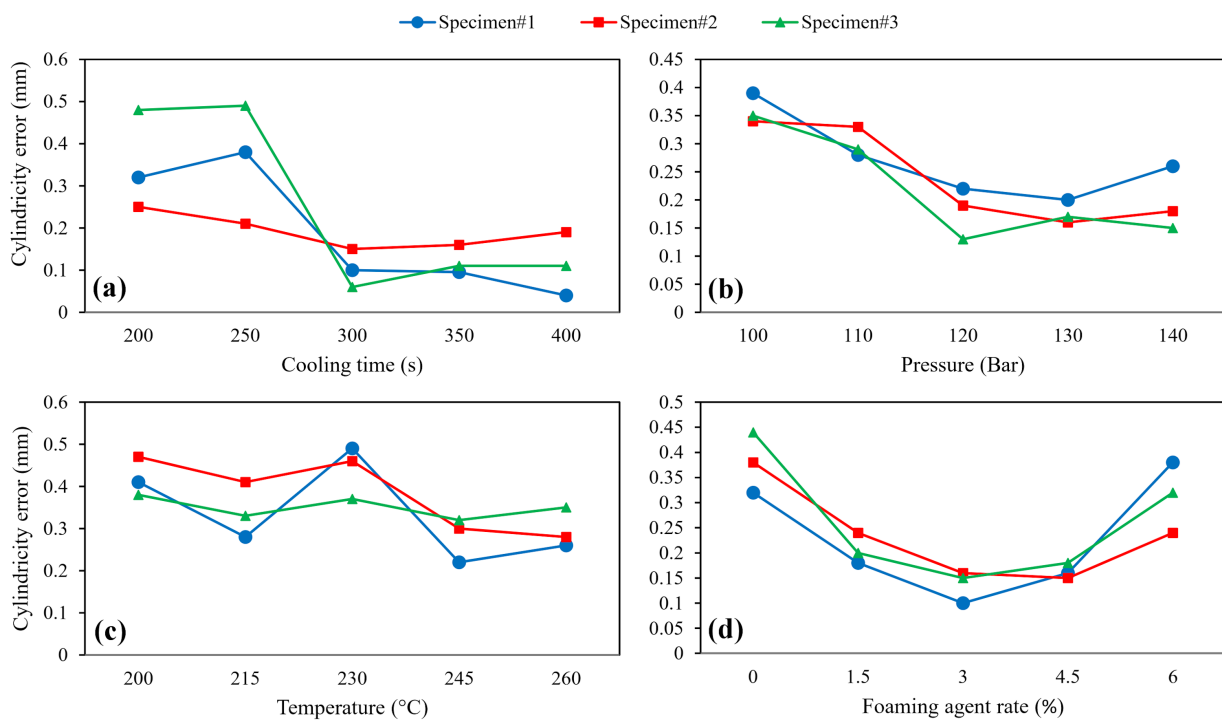 Specimen#1 Specimen#2 Specimen#3
Cylindricity error (mm)
0.6
0.5
0.4
0.3
0.2
0.1
0
(a)
200 250 300 350 400
Cooling time (s)
0.45
0.4
0.35
0.3
0.25
0.2
0.15
0.1
0.05
0
(b)
100 110 120 130 140
Pressure (Bar)
Cylindricity error (mm)
0.6
0.5
0.4
0.3
0.2
0.1
0
(c)
200 215 230 245 260
Temperature (°C)
0.5
0.45
0.4
0.35
0.3
0.25
0.2
0.15
0.1
0.05
0
(d)
0 1.5 3 4.5 6
Foaming agent rate (%)